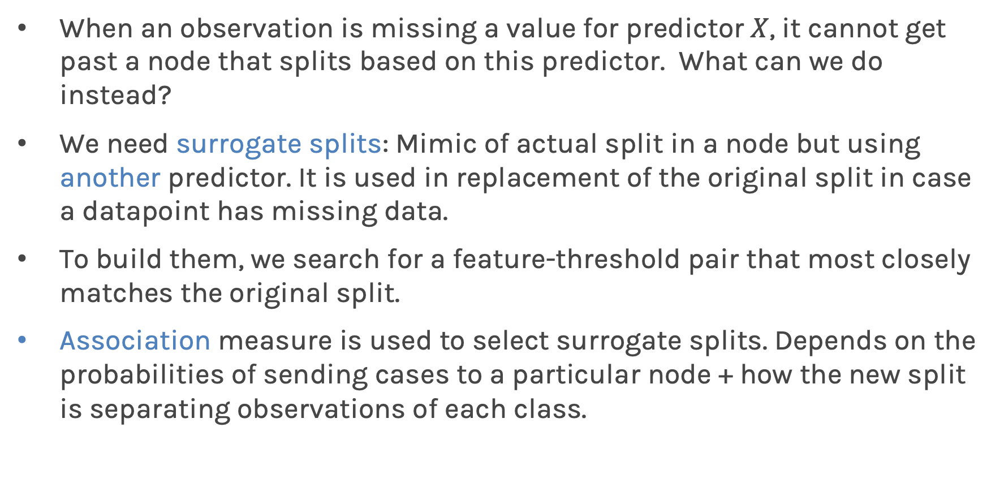 • When an observation is missing a value for predictor X, it cannot get
past a node that splits based on this predictor.  What can we do
instead?
• We need surrogate splits: Mimic of actual split in a node but using
another predictor. It is used in replacement of the original split in case
a datapoint has missing data.
• To build them, we search for a feature-threshold pair that most closely
matches the original split.
• Association measure is used to select surrogate splits. Depends on the
probabilities of sending cases to a particular node + how the new split
is separating observations of each class.